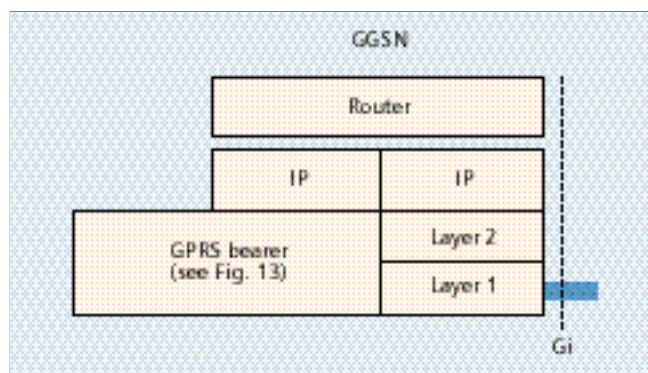 GGSN
Router
IP
IP
GPRS bearer
(see Fig. 13)
Layer 2
Layer 1
Gi